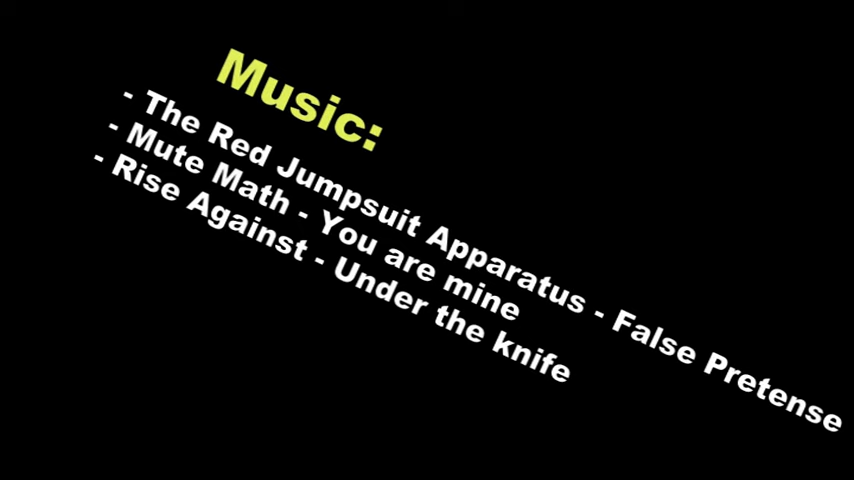 Music:
- The Red Jumpsuit Apparatus - False Pretense
- Mute Math - You are mine
- Rise Against - Under the knife